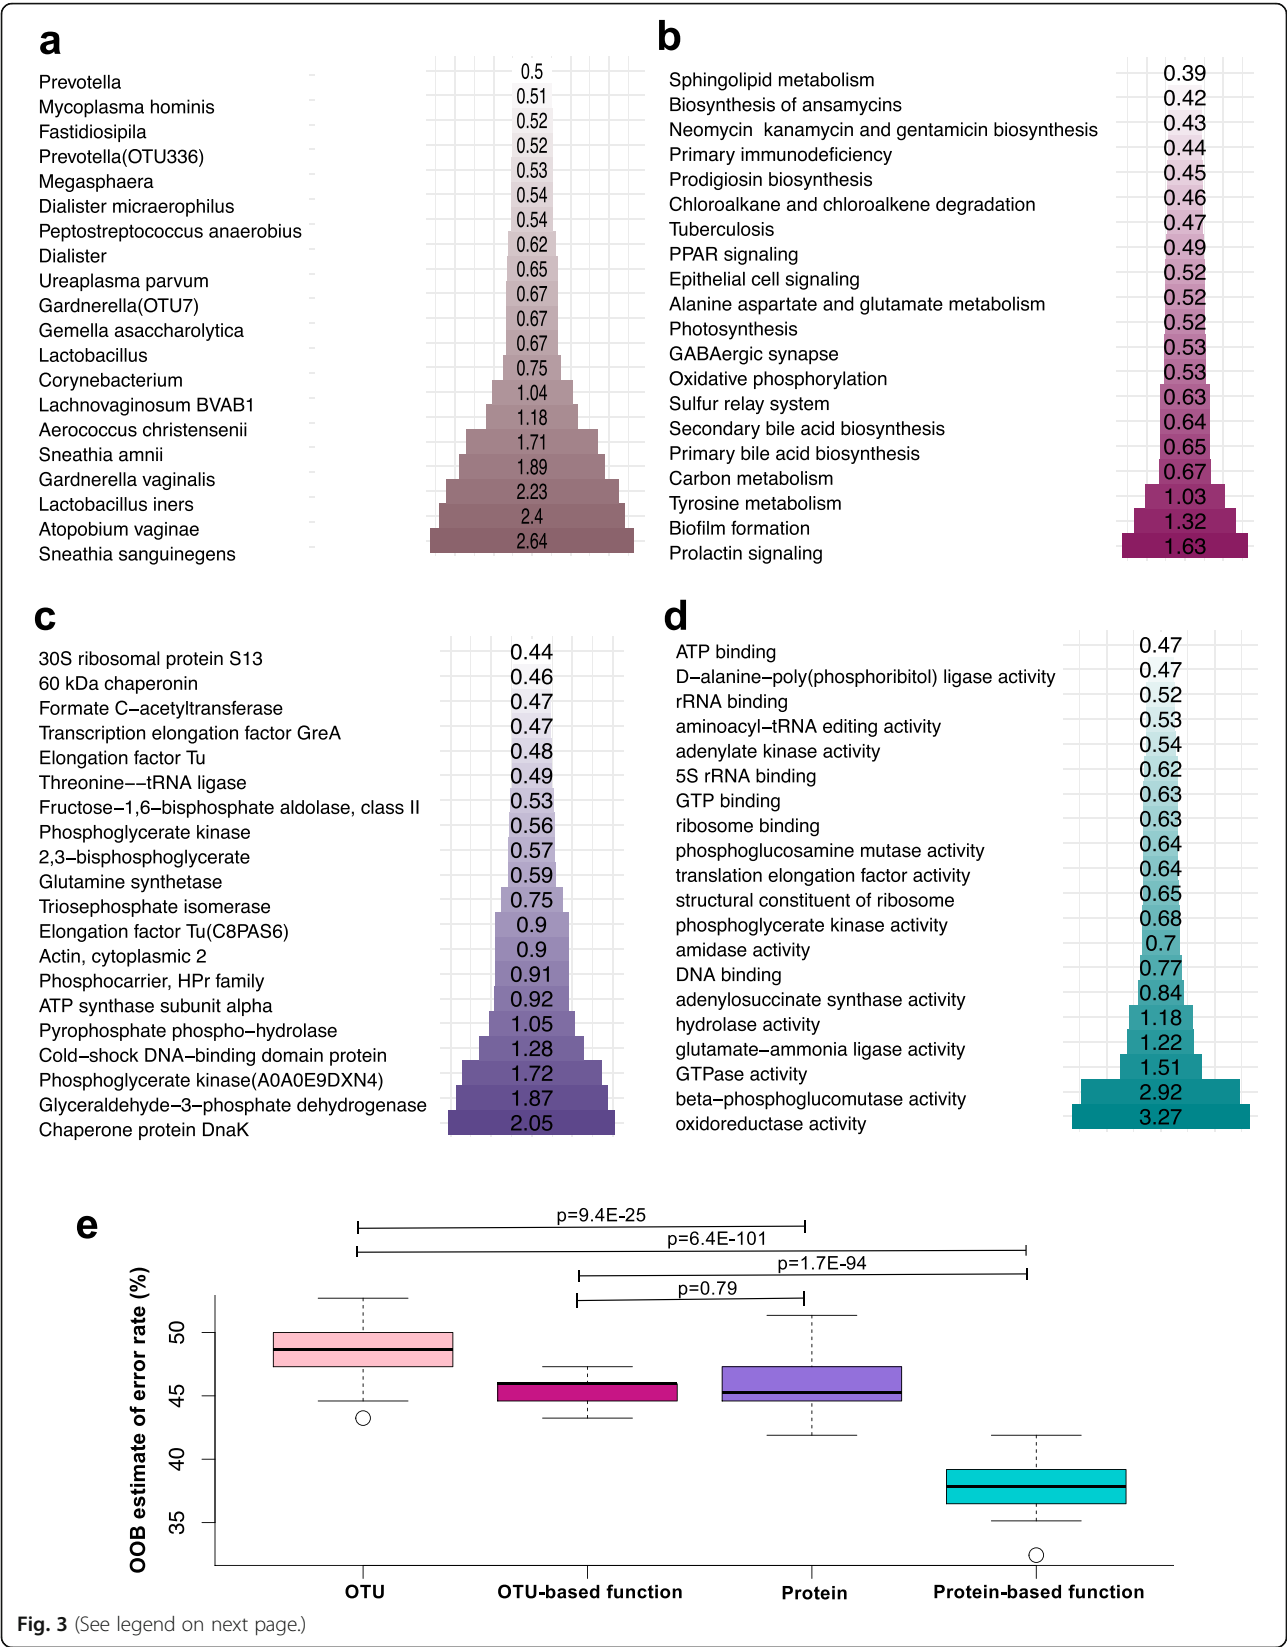 a
Prevotella 0.5
Mycoplasma hominis 0.51
Fastidiosipila 0.52
Prevotella(OTU336) 0.52
Megasphaera 0.53
Dialister micraerophilus 0.54
Peptostreptococcus anaerobius 0.54
Dialister 0.62
Ureaplasma parvum 0.65
Gardnerella(OTU7) 0.67
Gemella asaccharolytica 0.67
Lactobacillus 0.67
Corynebacterium 0.75
Lachnovaginosum BVAB1 1.04
Aerococcus christensenii 1.18
Sneathia amnii 1.71
Gardnerella vaginalis 1.89
Lactobacillus iners 2.23
Atopobium vaginae 2.4
Sneathia sanguinegens 2.64
b
Sphingolipid metabolism 0.39
Biosynthesis of ansamycins 0.42
Neomycin kanamycin and gentamicin biosynthesis 0.43
Primary immunodeficiency 0.44
Prodigiosin biosynthesis 0.45
Chloroalkane and chloroalkene degradation 0.46
Tuberculosis 0.47
PPAR signaling 0.49
Epithelial cell signaling 0.52
Alanine aspartate and glutamate metabolism 0.52
Photosynthesis 0.52
GABAergic synapse 0.53
Oxidative phosphorylation 0.53
Sulfur relay system 0.63
Secondary bile acid biosynthesis 0.64
Primary bile acid biosynthesis 0.65
Carbon metabolism 0.67
Tyrosine metabolism 1.03
Biofilm formation 1.32
Prolactin signaling 1.63
c
30S ribosomal protein S13 0.44
60 kDa chaperonin 0.46
Formate C−acetyltransferase 0.47
Transcription elongation factor GreA 0.47
Elongation factor Tu 0.48
Threonine−−tRNA ligase 0.49
Fructose−1,6−bisphosphate aldolase, class II 0.53
Phosphoglycerate kinase 0.56
2,3−bisphosphoglycerate 0.57
Glutamine synthetase 0.59
Triosephosphate isomerase 0.75
Elongation factor Tu(C8PAS6) 0.9
Actin, cytoplasmic 2 0.9
Phosphocarrier, HPr family 0.91
ATP synthase subunit alpha 0.92
Pyrophosphate phospho−hydrolase 1.05
Cold−shock DNA−binding domain protein 1.28
Phosphoglycerate kinase(A0A0E9DXN4) 1.72
Glyceraldehyde−3−phosphate dehydrogenase 1.87
Chaperone protein DnaK 2.05
d
ATP binding 0.47
D−alanine−poly(phosphoribitol) ligase activity 0.47
rRNA binding 0.52
aminoacyl−tRNA editing activity 0.53
adenylate kinase activity 0.54
5S rRNA binding 0.62
GTP binding 0.63
ribosome binding 0.63
phosphoglucosamine mutase activity 0.64
translation elongation factor activity 0.64
structural constituent of ribosome 0.65
phosphoglycerate kinase activity 0.68
amidase activity 0.7
DNA binding 0.77
adenylosuccinate synthase activity 0.84
hydrolase activity 1.18
glutamate−ammonia ligase activity 1.22
GTPase activity 1.51
beta−phosphoglucomutase activity 2.92
oxidoreductase activity 3.27
e
p=9.4E-25
p=6.4E-101
p=1.7E-94
p=0.79
OOB estimate of error rate (%)
50
45
40
35
OTU OTU-based function Protein Protein-based function
Fig. 3 (See legend on next page.)